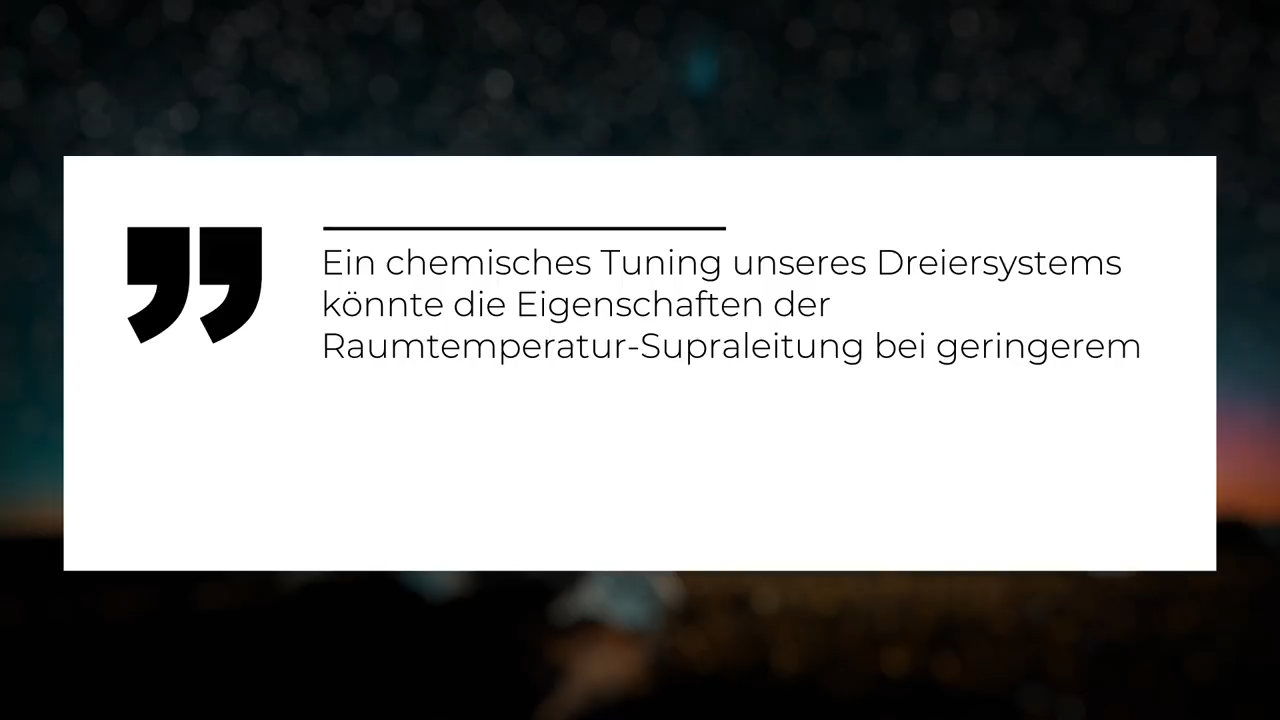 Ein chemisches Tuning unseres Dreiersystems
könnte die Eigenschaften der
Raumtemperatur-Supraleitung bei geringerem